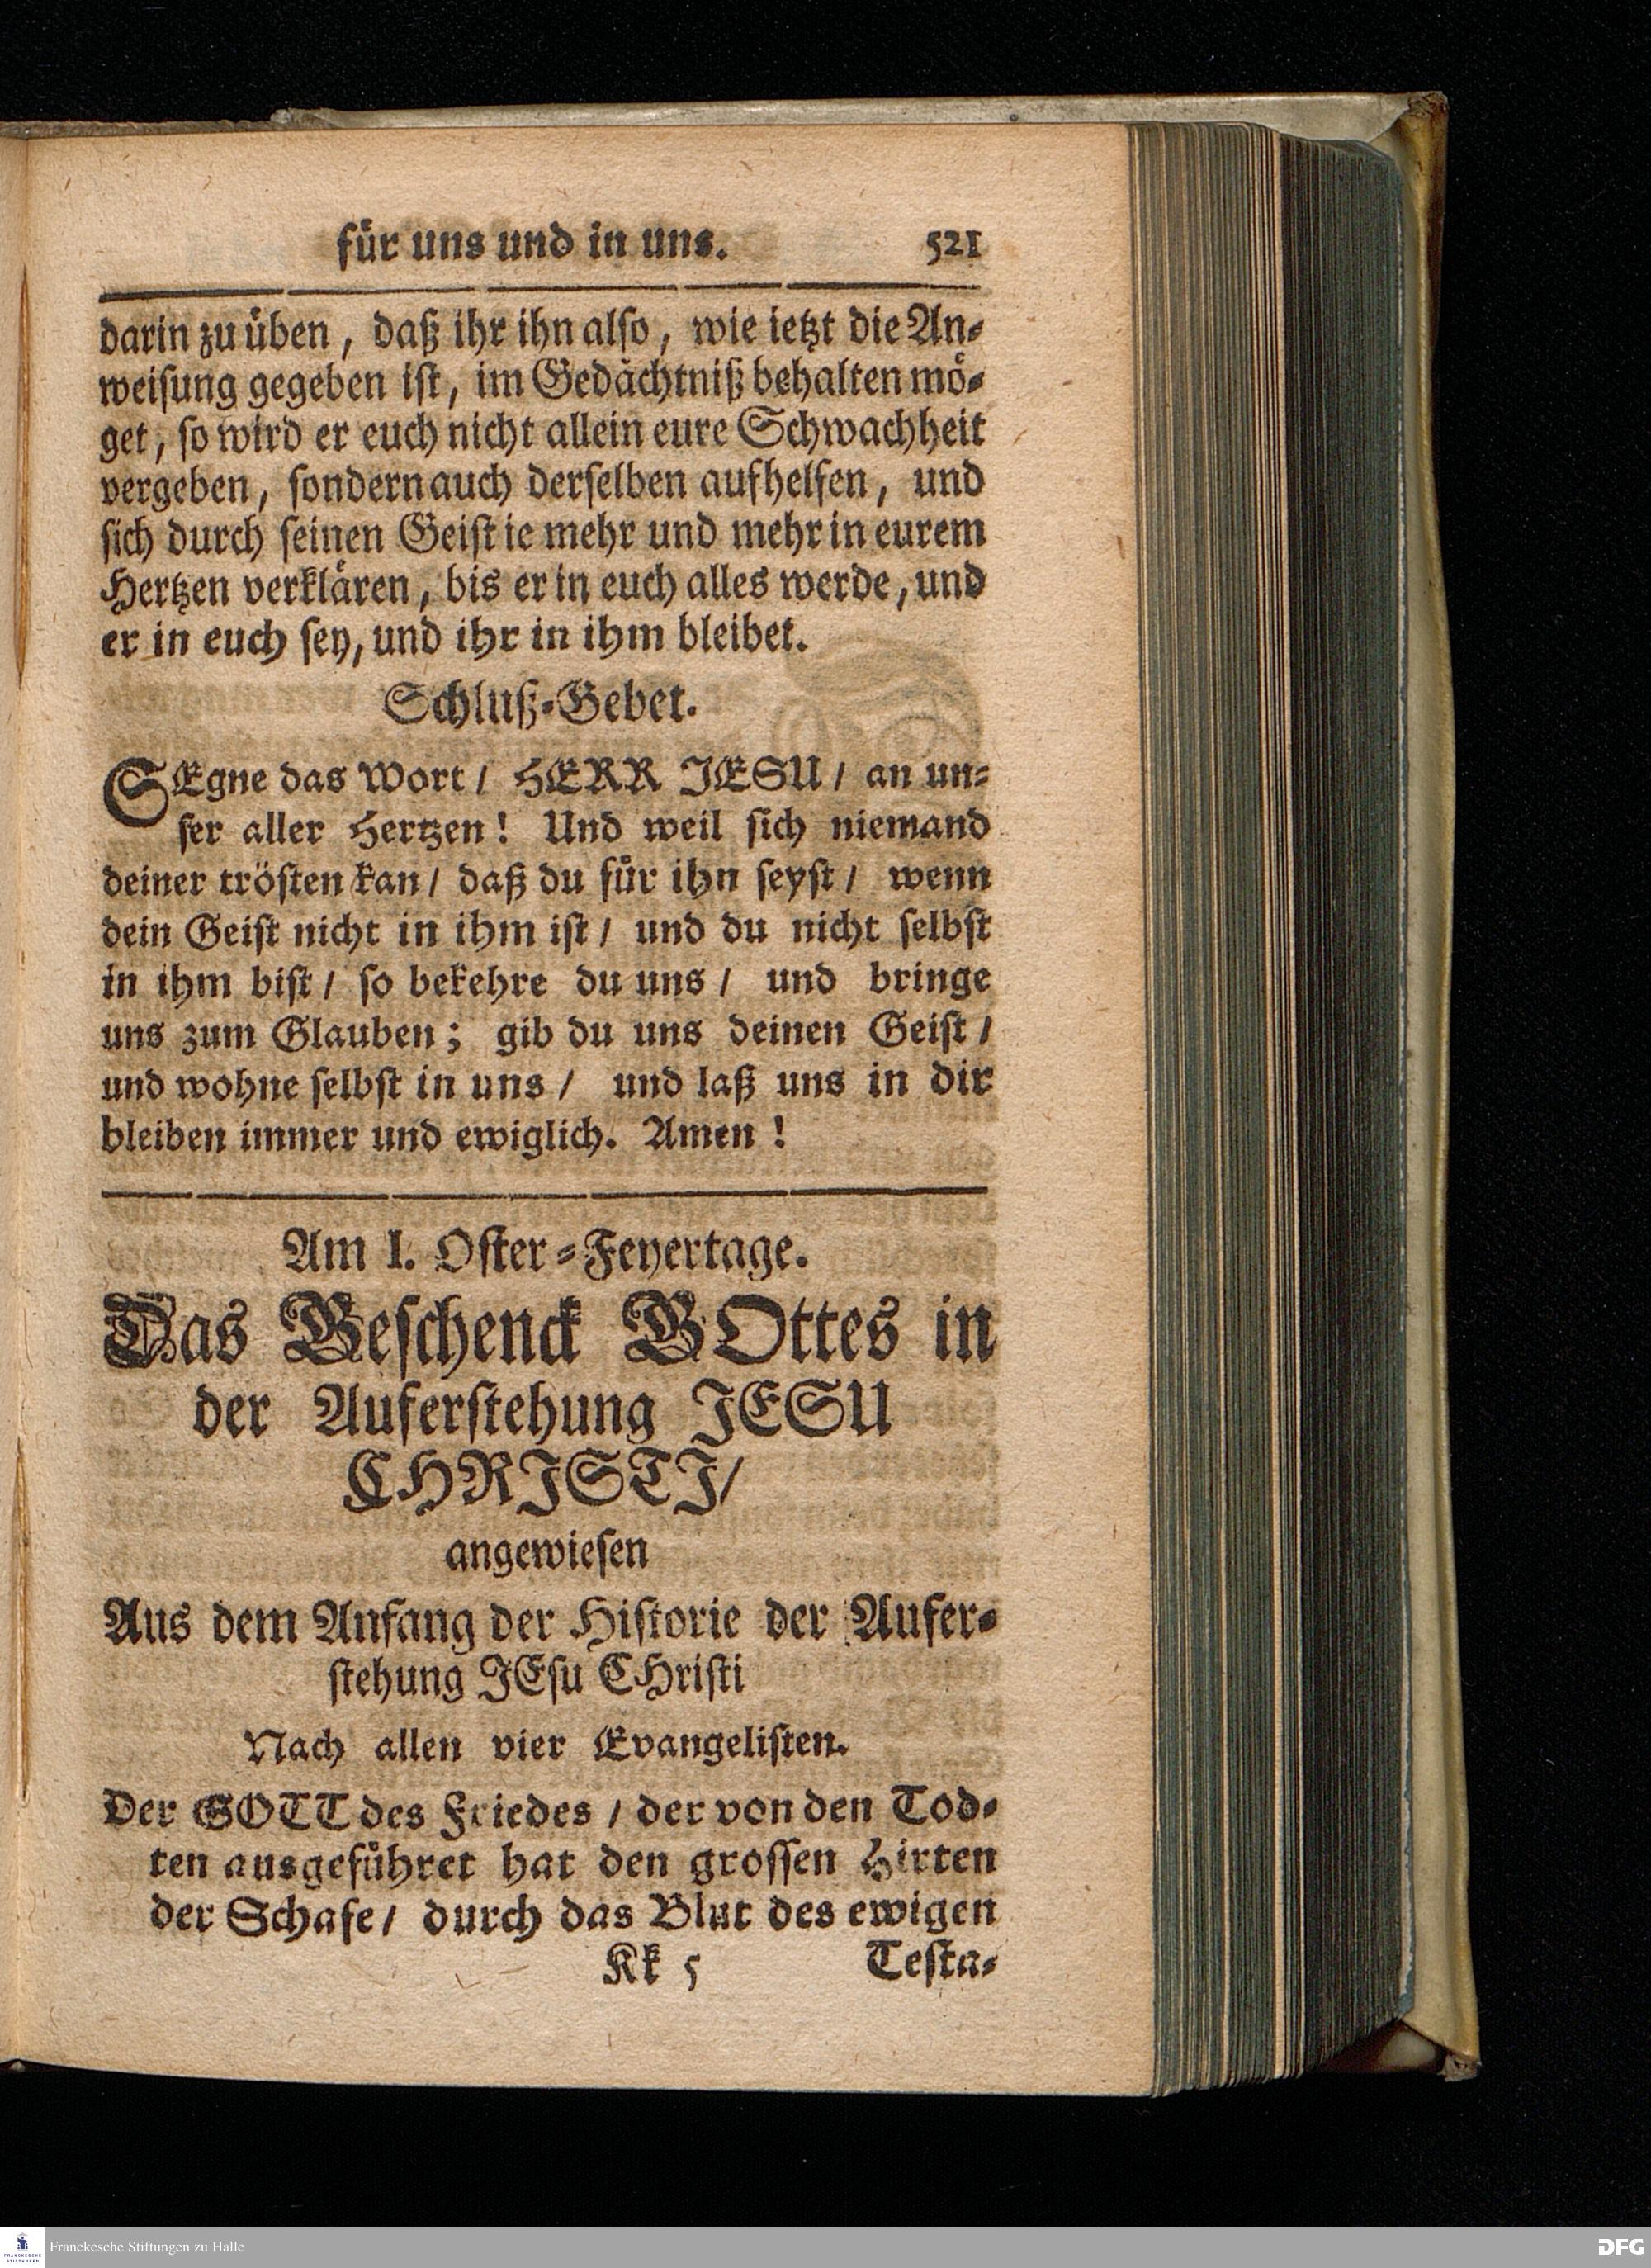 für uns und in uns. 521
darin zu üben, daß ihr ihn also, wie ietzt die An-
weisung gegeben ist, im Gedächtniß behalten mö-
get, so wird er euch nicht allein eure Schwachheit
vergeben, sondern auch derselben aufhelfen, und
sich durch seinen Geist ie mehr und mehr in eurem
Hertzen verklären, bis er in euch alles werde, und
er in euch sey, und ihr in ihm bleibet.
Schluß-Gebet.
SEgne das Wort / HERR JESU / an un-
ser aller Hertzen! Und weil sich niemand
deiner trösten kan / daß du für ihn seyst / wenn
dein Geist nicht in ihm ist / und du nicht selbst
in ihm bist / so bekehre du uns / und bringe
uns zum Glauben; gib du uns deinen Geist /
und wohne selbst in uns / und laß uns in dir
bleiben immer und ewiglich. Amen!
Am I. Oster-Feyertage.
Das Geschenck GOttes in
der Auferstehung JESU
CHRISTI /
angewiesen
Aus dem Anfang der Historie der Aufer-
stehung JEsu CHristi
Nach allen vier Evangelisten.
Der GOTT des Friedes / der von den Tod-
ten ausgeführet hat den grossen Hirten
der Schafe / durch das Blut des ewigen
Kk 5 Testa-
FRANCKESCHE STIFTUNGEN
Franckesche Stiftungen zu Halle
DFG